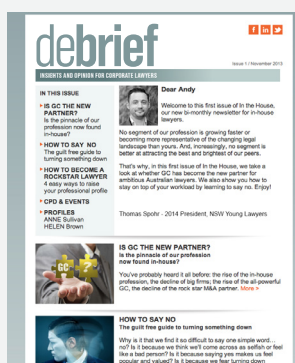 debrief
Issue 1 / November 2013
INSIGHTS AND OPINION FOR CORPORATE LAWYERS
IN THIS ISSUE
IS GC THE NEW
PARTNER?
Is the pinnacle of our
profession now found
in-house?
HOW TO SAY NO
The guilt free guide to
turning something down
HOW TO BECOME A
ROCKSTAR LAWYER
4 easy ways to raise
your professional profile
CPD & EVENTS
PROFILES
ANNE Sullivan
HELEN Brown
Dear Andy
Welcome to this first issue of In the House,
our new bi-monthly newsletter for in-house
lawyers.
No segment of our profession is growing faster or
becoming more representative of the changing legal
landscape than yours. And, increasingly, no segment is
better at attracting the best and brightest of our peers.
That's why, in this first issue of In the House, we take a
look at whether GC has become the new partner for
ambitious Australian lawyers. We also show you how to
stay on top of your workload by learning to say no. Enjoy!
Thomas Spohr - 2014 President, NSW Young Lawyers
GC
IS GC THE NEW PARTNER?
Is the pinnacle of our profession
now found in-house?
You've probably heard it all before: the rise of the in-house
profession, the decline of big firms; the rise of the all-powerful
GC, the decline of the rock star M&A partner. More >
HOW TO SAY NO
The guilt free guide to turning something down
Why is it that we find it so difficult to say one simple word…
no? Is it because we think we'll come across as selfish or feel
like a bad person? Is it because saying yes makes us feel
popular and valued? Is it because we fear turning down